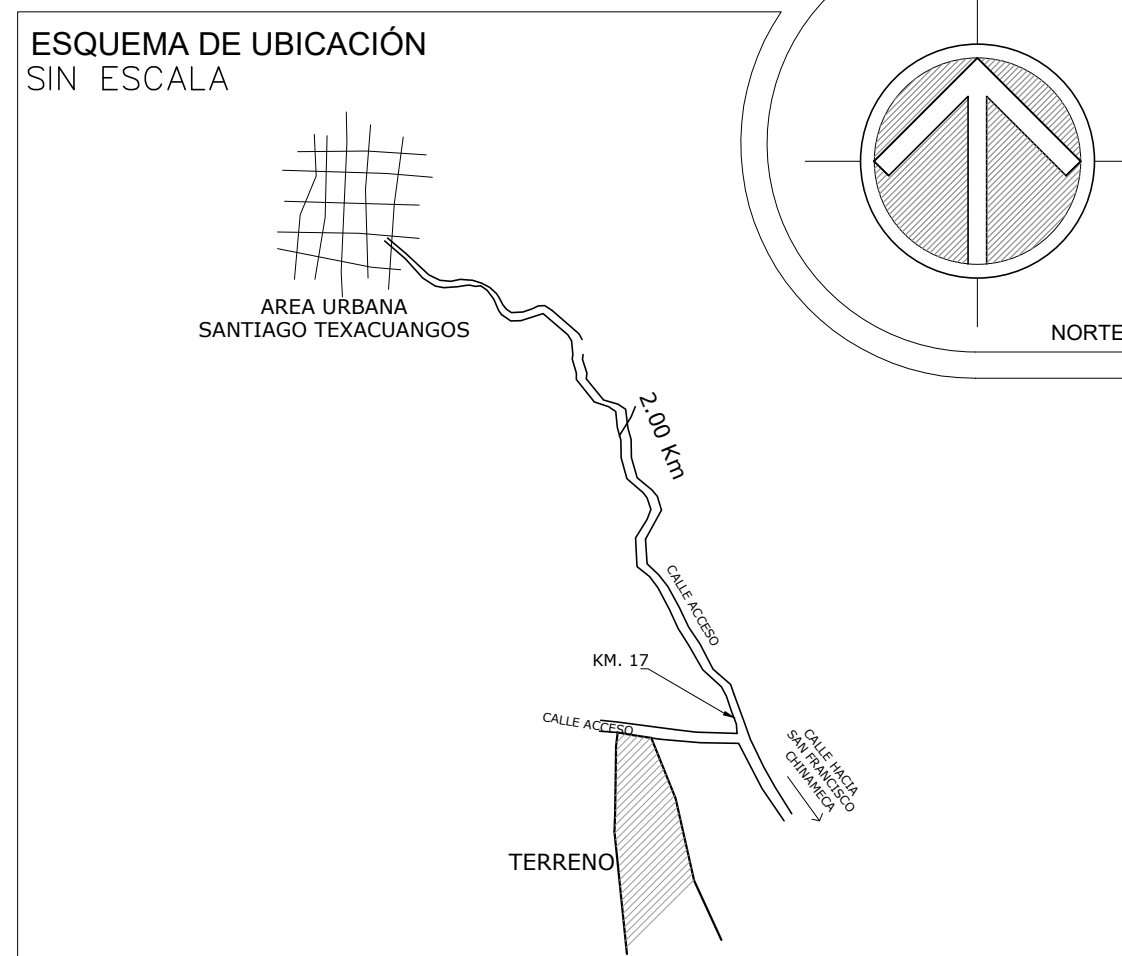 ESQUEMA DE UBICACIÓN
SIN ESCALA
NORTE
AREA URBANA
SANTIAGO TEXACUANGOS
2.00 Km
CALLE ACCESO
KM. 17
CALLE ACCESO
CALLE HACIA
SAN FRANCISCO
CHINAMECA
TERRENO